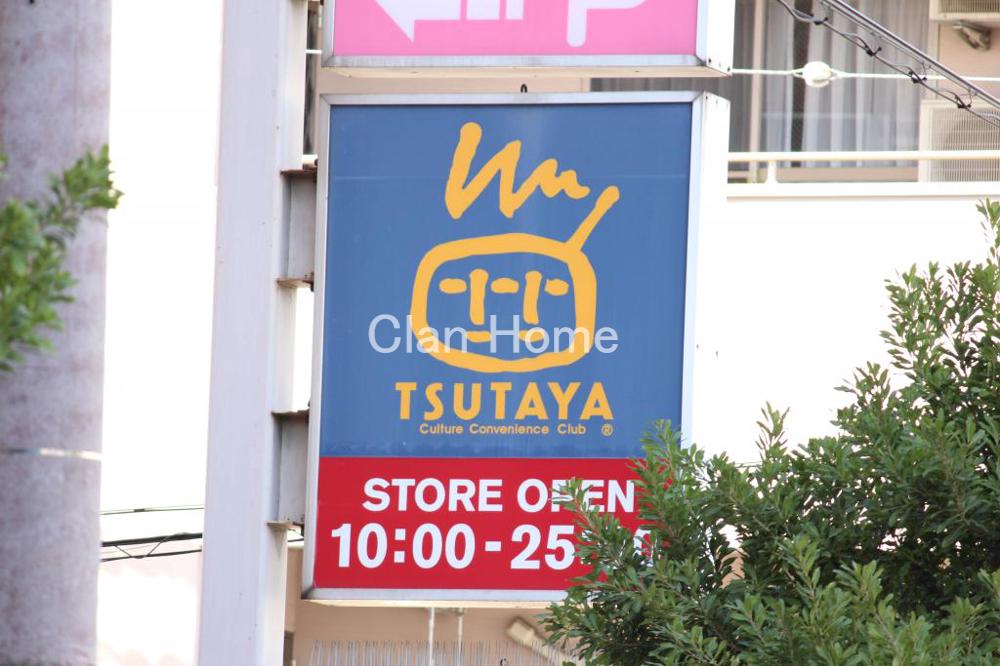 Clan Home
TSUTAYA
Culture Convenience Club ®
STORE OPEN
10:00-25